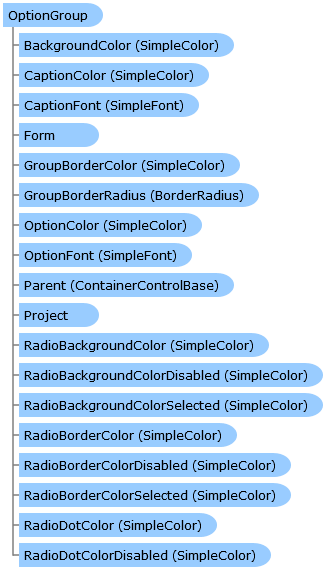 OptionGroup
BackgroundColor (SimpleColor)
CaptionColor (SimpleColor)
CaptionFont (SimpleFont)
Form
GroupBorderColor (SimpleColor)
GroupBorderRadius (BorderRadius)
OptionColor (SimpleColor)
OptionFont (SimpleFont)
Parent (ContainerControlBase)
Project
RadioBackgroundColor (SimpleColor)
RadioBackgroundColorDisabled (SimpleColor)
RadioBackgroundColorSelected (SimpleColor)
RadioBorderColor (SimpleColor)
RadioBorderColorDisabled (SimpleColor)
RadioBorderColorSelected (SimpleColor)
RadioDotColor (SimpleColor)
RadioDotColorDisabled (SimpleColor)